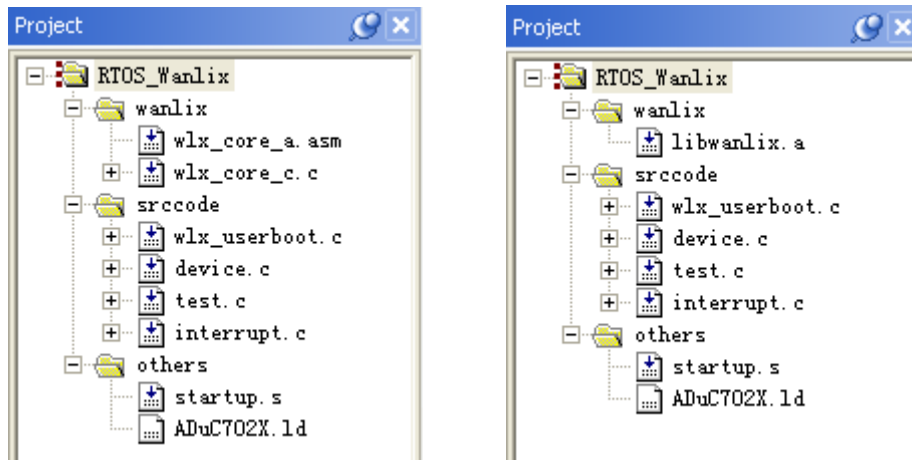 Project
RTOS_Wanlix
wanlix
wlx_core_a.asm
wlx_core_c.c
srccode
wlx_userboot.c
device.c
test.c
interrupt.c
others
startup.s
ADuC702X.ld
Project
RTOS_Wanlix
wanlix
libwanlix.a
srccode
wlx_userboot.c
device.c
test.c
interrupt.c
others
startup.s
ADuC702X.ld